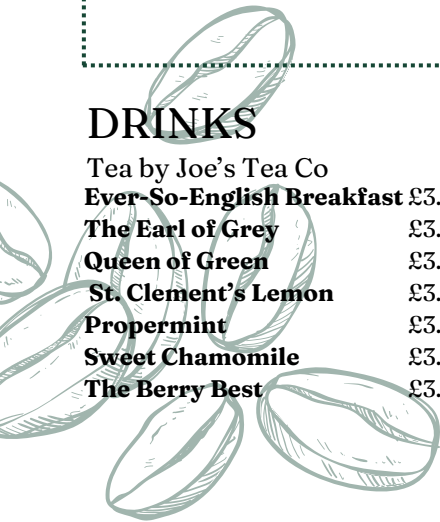 DRINKS
Tea by Joe's Tea Co
Ever-So-English Breakfast £3.
The Earl of Grey £3.
Queen of Green £3.
St. Clement's Lemon £3.
Propermint £3.
Sweet Chamomile £3.
The Berry Best £3.